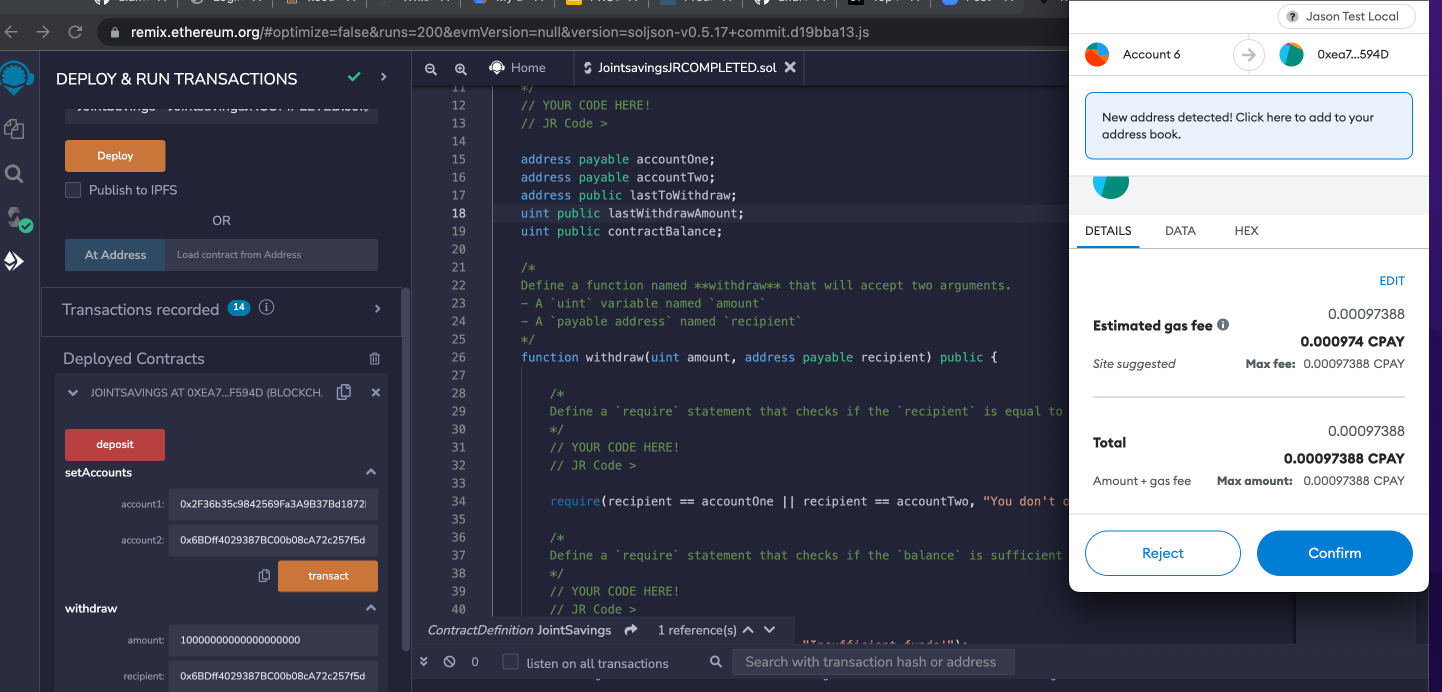 remix.ethereum.org/#optimize=false&runs=200&evmVersion=null&version=soljson-v0.5.17+commit.d19bba13.js
DEPLOY & RUN TRANSACTIONS
Deploy
Publish to IPFS
OR
At Address
Load contract from Address
Transactions recorded 14 i
Deployed Contracts
JOINTSAVINGS AT 0XEA7...F594D (BLOCKCH.
deposit
setAccounts
account1: 0x2F36b35c9842569Fa3A9B37Bd1872
account2: 0x6BDff4029387BC00b08cA72c257f5d
transact
withdraw
amount: 10000000000000000000
recipient: 0x6BDff4029387BC00b08cA72c257f5d
Home
JointsavingsJRCOMPLETED.sol
11 */
12 // YOUR CODE HERE!
13 // JR Code >
14
15 address payable accountOne;
16 address payable accountTwo;
17 address public lastToWithdraw;
18 uint public lastWithdrawAmount;
19 uint public contractBalance;
20
21 /*
22 Define a function named **withdraw** that will accept two arguments.
23 - A `uint` variable named `amount`
24 - A `payable address` named `recipient`
25 */
26 function withdraw(uint amount, address payable recipient) public {
27
28 /*
29 Define a `require` statement that checks if the `recipient` is equal to
30 */
31 // YOUR CODE HERE!
32 // JR Code >
33
34 require(recipient == accountOne || recipient == accountTwo, "You don't o
35
36 /*
37 Define a `require` statement that checks if the `balance` is sufficient
38 */
39 // YOUR CODE HERE!
40 // JR Code >
ContractDefinition JointSavings 1 reference(s)
"Insufficient funds!");
0 listen on all transactions
Search with transaction hash or address
? Jason Test Local
Account 6
0xea7...594D
New address detected! Click here to add to your
address book.
DETAILS DATA HEX
EDIT
0.00097388
Estimated gas fee i
0.000974 CPAY
Site suggested Max fee: 0.00097388 CPAY
0.00097388
Total
0.00097388 CPAY
Amount + gas fee Max amount: 0.00097388 CPAY
Reject
Confirm